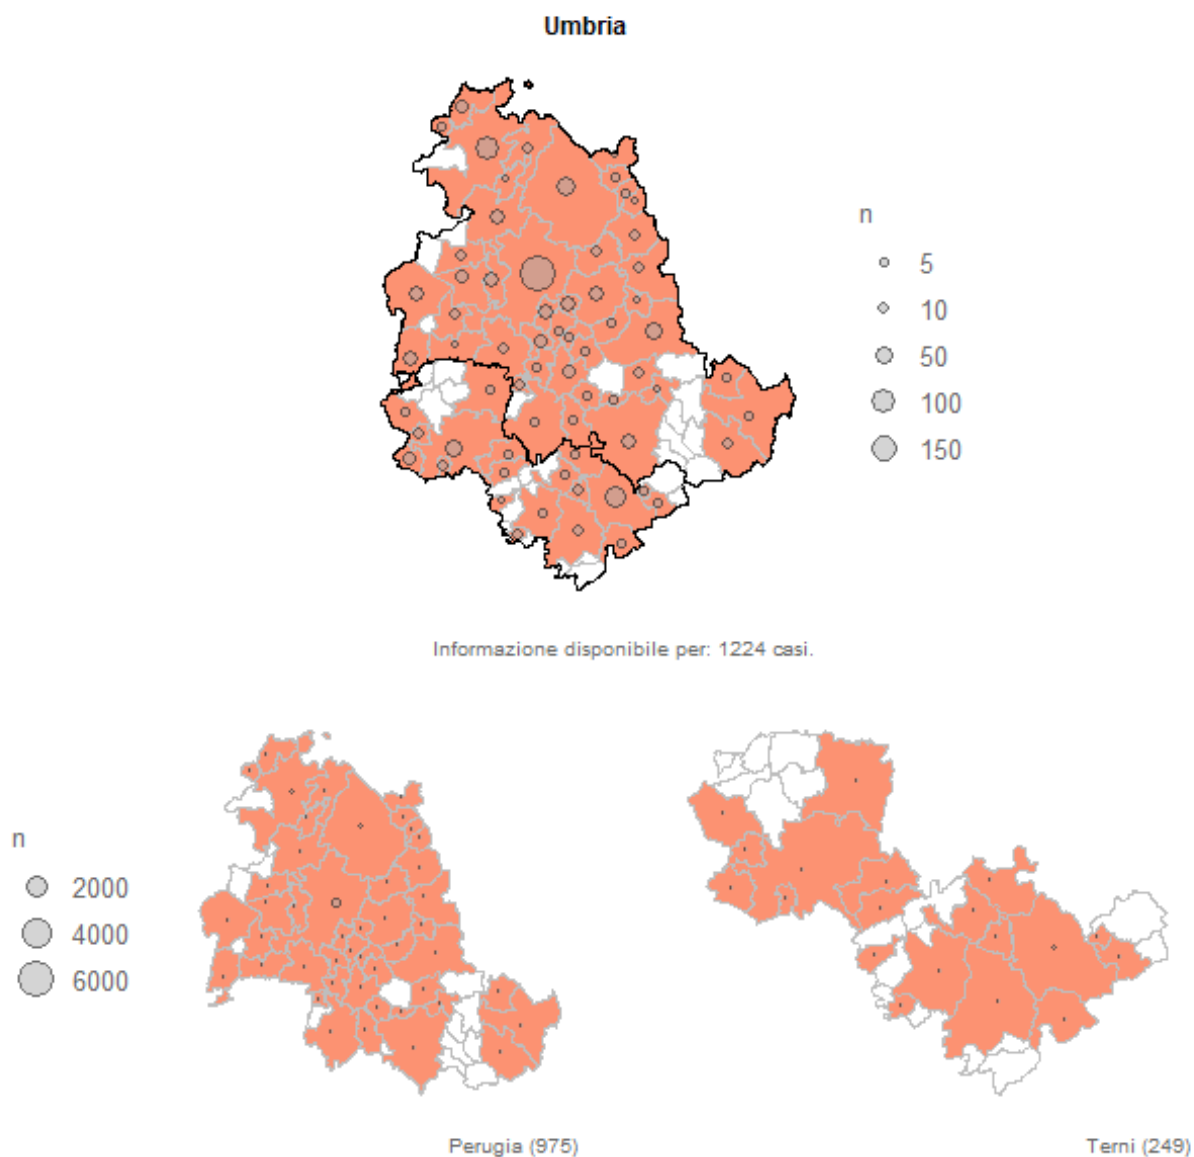 Umbria
n
5
10
50
100
150
Informazione disponibile per: 1224 casi.
n
2000
4000
6000
Perugia (975)
Terni (249)